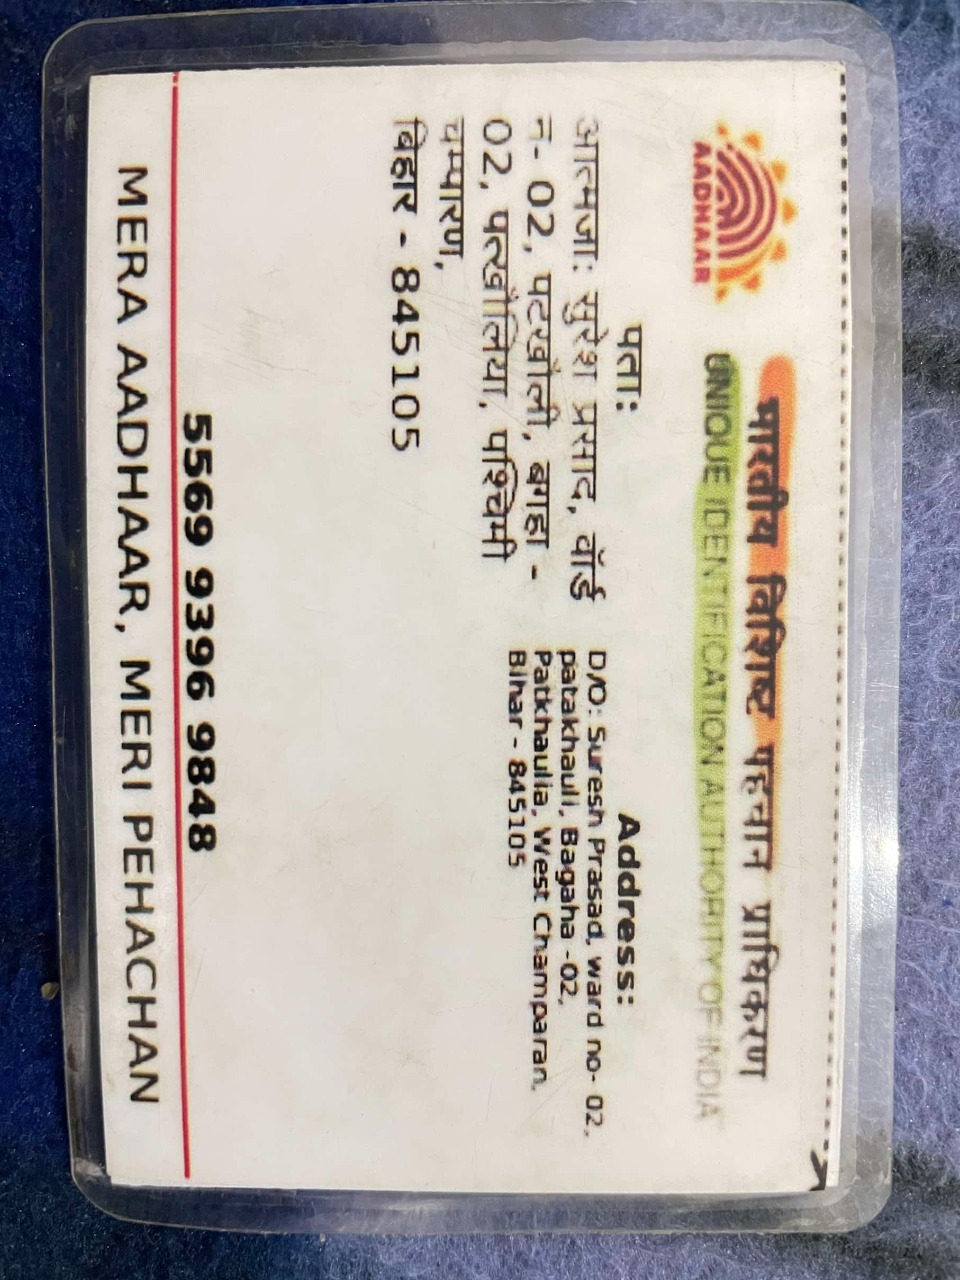 भारतीय विशिष्ट पहचान प्राधिकरण
UNIQUE IDENTIFICATION AUTHORITY OF INDIA
AADHAAR
पता:
आत्मजा: सुरेश प्रसाद, वॉर्ड
न- 02, पटखौली, बगहा -
02, पत्खौलिया, पश्चिमी
चम्पारण,
बिहार - 845105
Address:
D/O: Suresh Prasad, ward no- 02,
patakhauli, Bagaha -02,
Patkhaulia, West Champaran,
Bihar - 845105
5569 9396 9848
MERA AADHAAR, MERI PEHACHAN